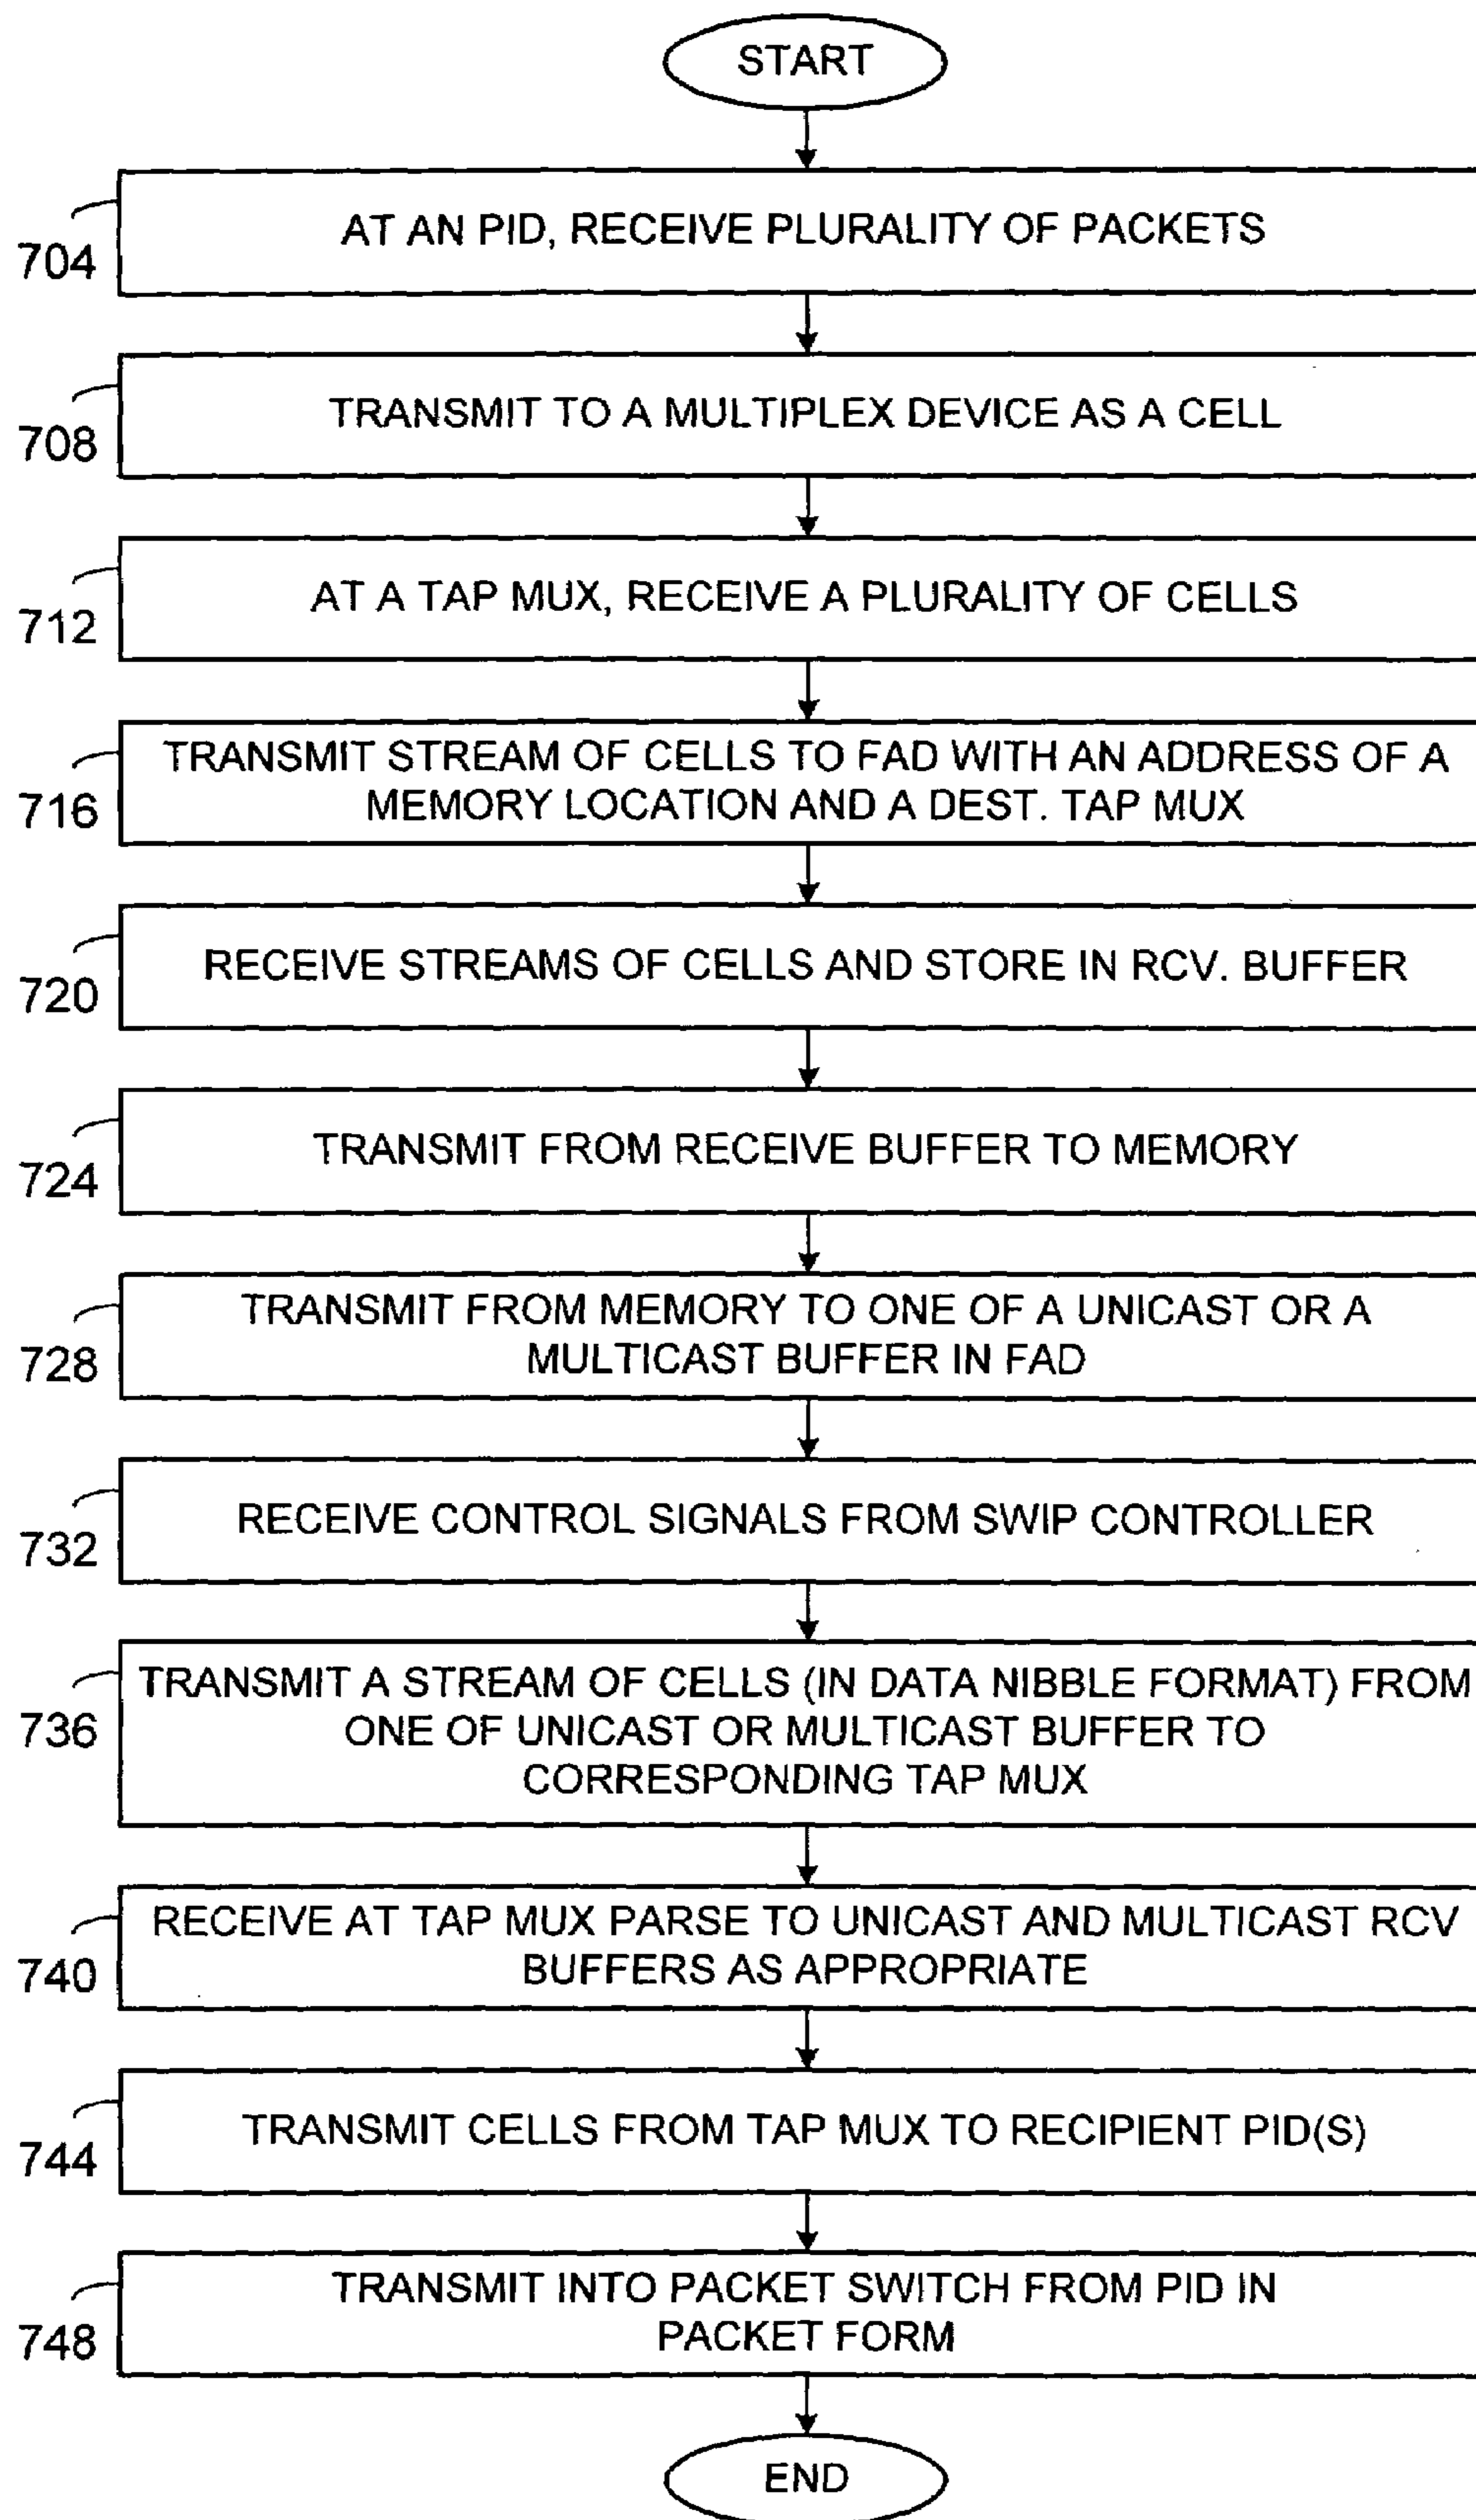 START
AT AN PID, RECEIVE PLURALITY OF PACKETS
704
TRANSMIT TO A MULTIPLEX DEVICE AS A CELL
708
AT A TAP MUX, RECEIVE A PLURALITY OF CELLS
712
TRANSMIT STREAM OF CELLS TO FAD WITH AN ADDRESS OF A
MEMORY LOCATION AND A DEST. TAP MUX
716
RECEIVE STREAMS OF CELLS AND STORE IN RCV. BUFFER
720
TRANSMIT FROM RECEIVE BUFFER TO MEMORY
724
TRANSMIT FROM MEMORY TO ONE OF A UNICAST OR A
MULTICAST BUFFER IN FAD
728
RECEIVE CONTROL SIGNALS FROM SWIP CONTROLLER
732
TRANSMIT A STREAM OF CELLS (IN DATA NIBBLE FORMAT) FROM
ONE OF UNICAST OR MULTICAST BUFFER TO
CORRESPONDING TAP MUX
736
RECEIVE AT TAP MUX PARSE TO UNICAST AND MULTICAST RCV
BUFFERS AS APPROPRIATE
740
TRANSMIT CELLS FROM TAP MUX TO RECIPIENT PID(S)
744
TRANSMIT INTO PACKET SWITCH FROM PID IN
PACKET FORM
748
END